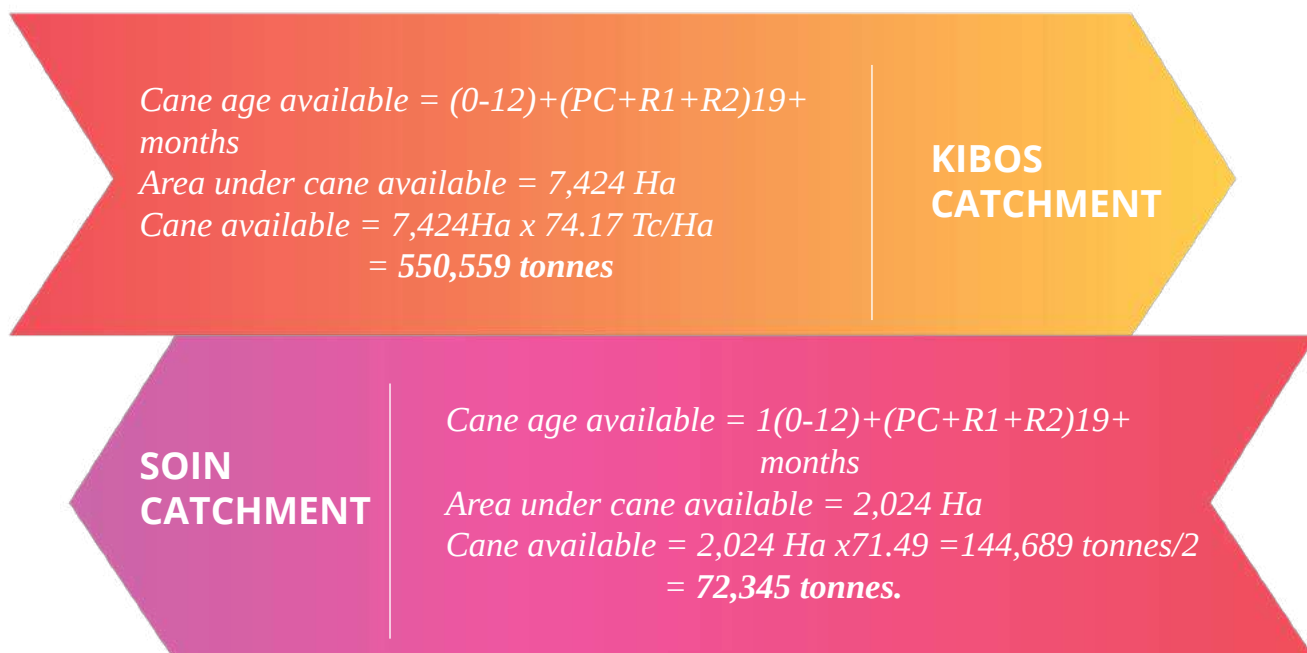 Cane age available = (0-12)+(PC+R1+R2)19+
months
Area under cane available = 7,424 Ha
Cane available = 7,424Ha x 74.17 Tc/Ha
= 550,559 tonnes
KIBOS
CATCHMENT
SOIN
CATCHMENT
Cane age available = 1(0-12)+(PC+R1+R2)19+
months
Area under cane available = 2,024 Ha
Cane available = 2,024 Ha x71.49 =144,689 tonnes/2
= 72,345 tonnes.